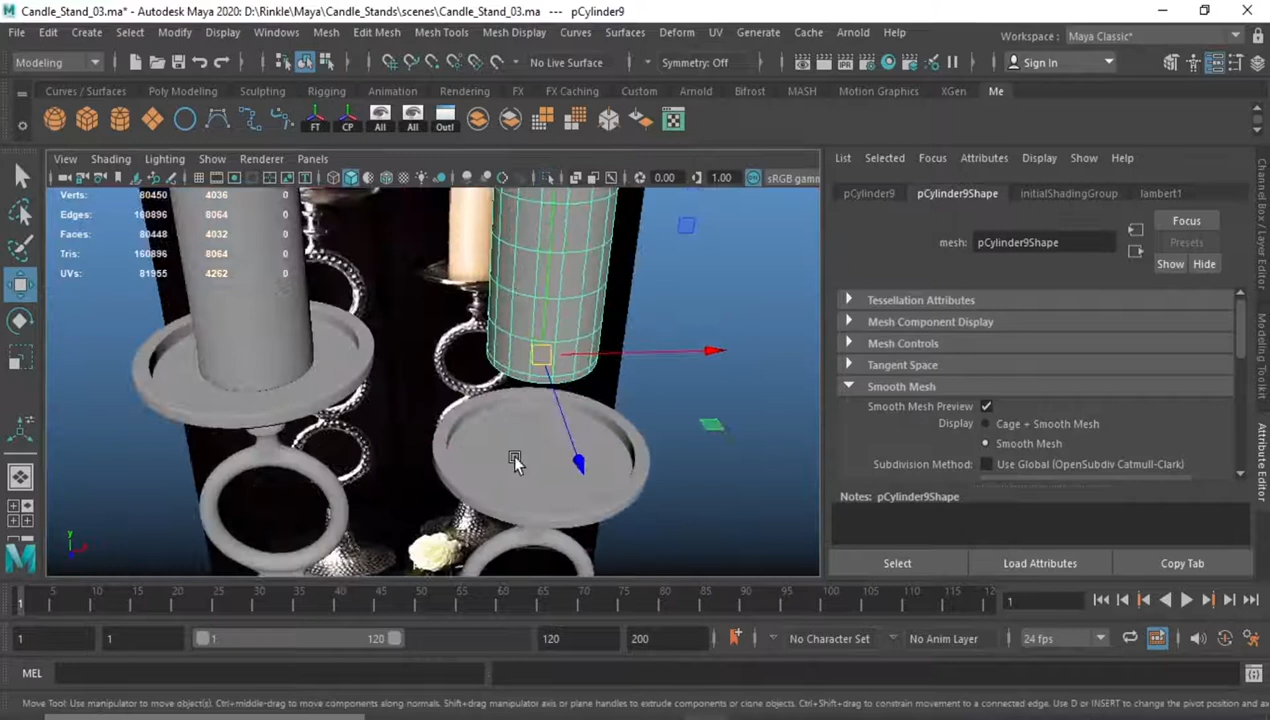 Candle_Stand_03.ma* - Autodesk Maya 2020: D:\Rinkle\Maya\Candle_Stands\scenes\Candle_Stand_03.ma --- pCylinder9
File Edit Create Select Modify Display Windows Mesh Edit Mesh Mesh Tools Mesh Display Curves Surfaces Deform UV Generate Cache Arnold Help
Workspace : Maya Classic*
Modeling No Live Surface Symmetry: Off Sign In
Curves / Surfaces Poly Modeling Sculpting Rigging Animation Rendering FX FX Caching Custom Arnold Bifrost MASH Motion Graphics XGen Me
FT CP All All Outl
View Shading Lighting Show Renderer Panels
List Selected Focus Attributes Display Show Help
0.00 1.00 sRGB gamm
pCylinder9 pCylinder9Shape initialShadingGroup lambert1
Verts: 80450 4036 0
Edges: 160896 8064 0
Faces: 80448 4032 0
Tris: 160896 8064 0
UVs: 81955 4262 0
Focus
mesh: pCylinder9Shape Presets
Show Hide
Tessellation Attributes
Mesh Component Display
Mesh Controls
Tangent Space
Smooth Mesh
Smooth Mesh Preview
Display Cage + Smooth Mesh
Smooth Mesh
Subdivision Method: Use Global (OpenSubdiv Catmull-Clark)
Notes: pCylinder9Shape
Select Load Attributes Copy Tab
Channel Box / Layer Editor
Modeling Toolkit
Attribute Editor
y
1 5 10 15 20 25 30 35 40 45 50 55 60 65 70 75 80 85 90 95 100 105 110 115 12
1
1 1 1 120 120 200 No Character Set No Anim Layer 24 fps
MEL
Move Tool: Use manipulator to move object(s). Ctrl+middle-drag to move components along normals. Shift+drag manipulator axis or plane handles to extrude components or clone objects. Ctrl+Shift+drag to constrain movement to a connected edge. Use D or INSERT to change the pivot position and ax